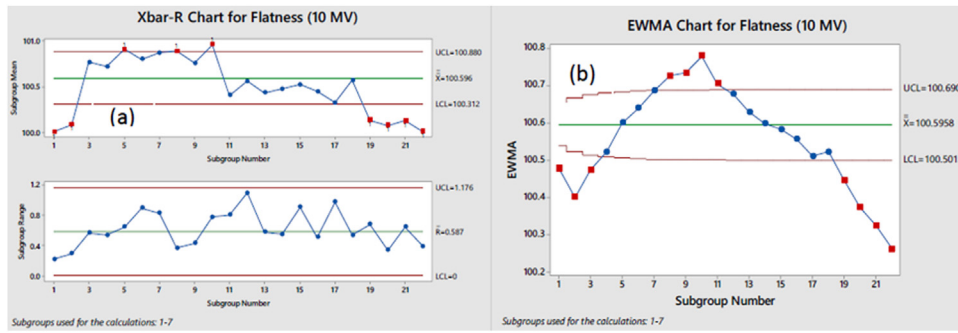 Xbar-R Chart for Flatness (10 MV)
101.0
100.5
100.0
Subgroup Mean
UCL=100.880
X=100.596
LCL=100.312
(a)
1 3 5 7 9 11 13 15 17 19 21
Subgroup Number
1.2
0.8
0.4
0.0
Subgroup Range
UCL=1.176
R=0.587
LCL=0
1 3 5 7 9 11 13 15 17 19 21
Subgroup Number
Subgroups used for the calculations: 1-7
EWMA Chart for Flatness (10 MV)
(b)
100.8
100.7
100.6
100.5
100.4
100.3
100.2
EWMA
UCL=100.690
X=100.5958
LCL=100.501
1 3 5 7 9 11 13 15 17 19 21
Subgroup Number
Subgroups used for the calculations: 1-7